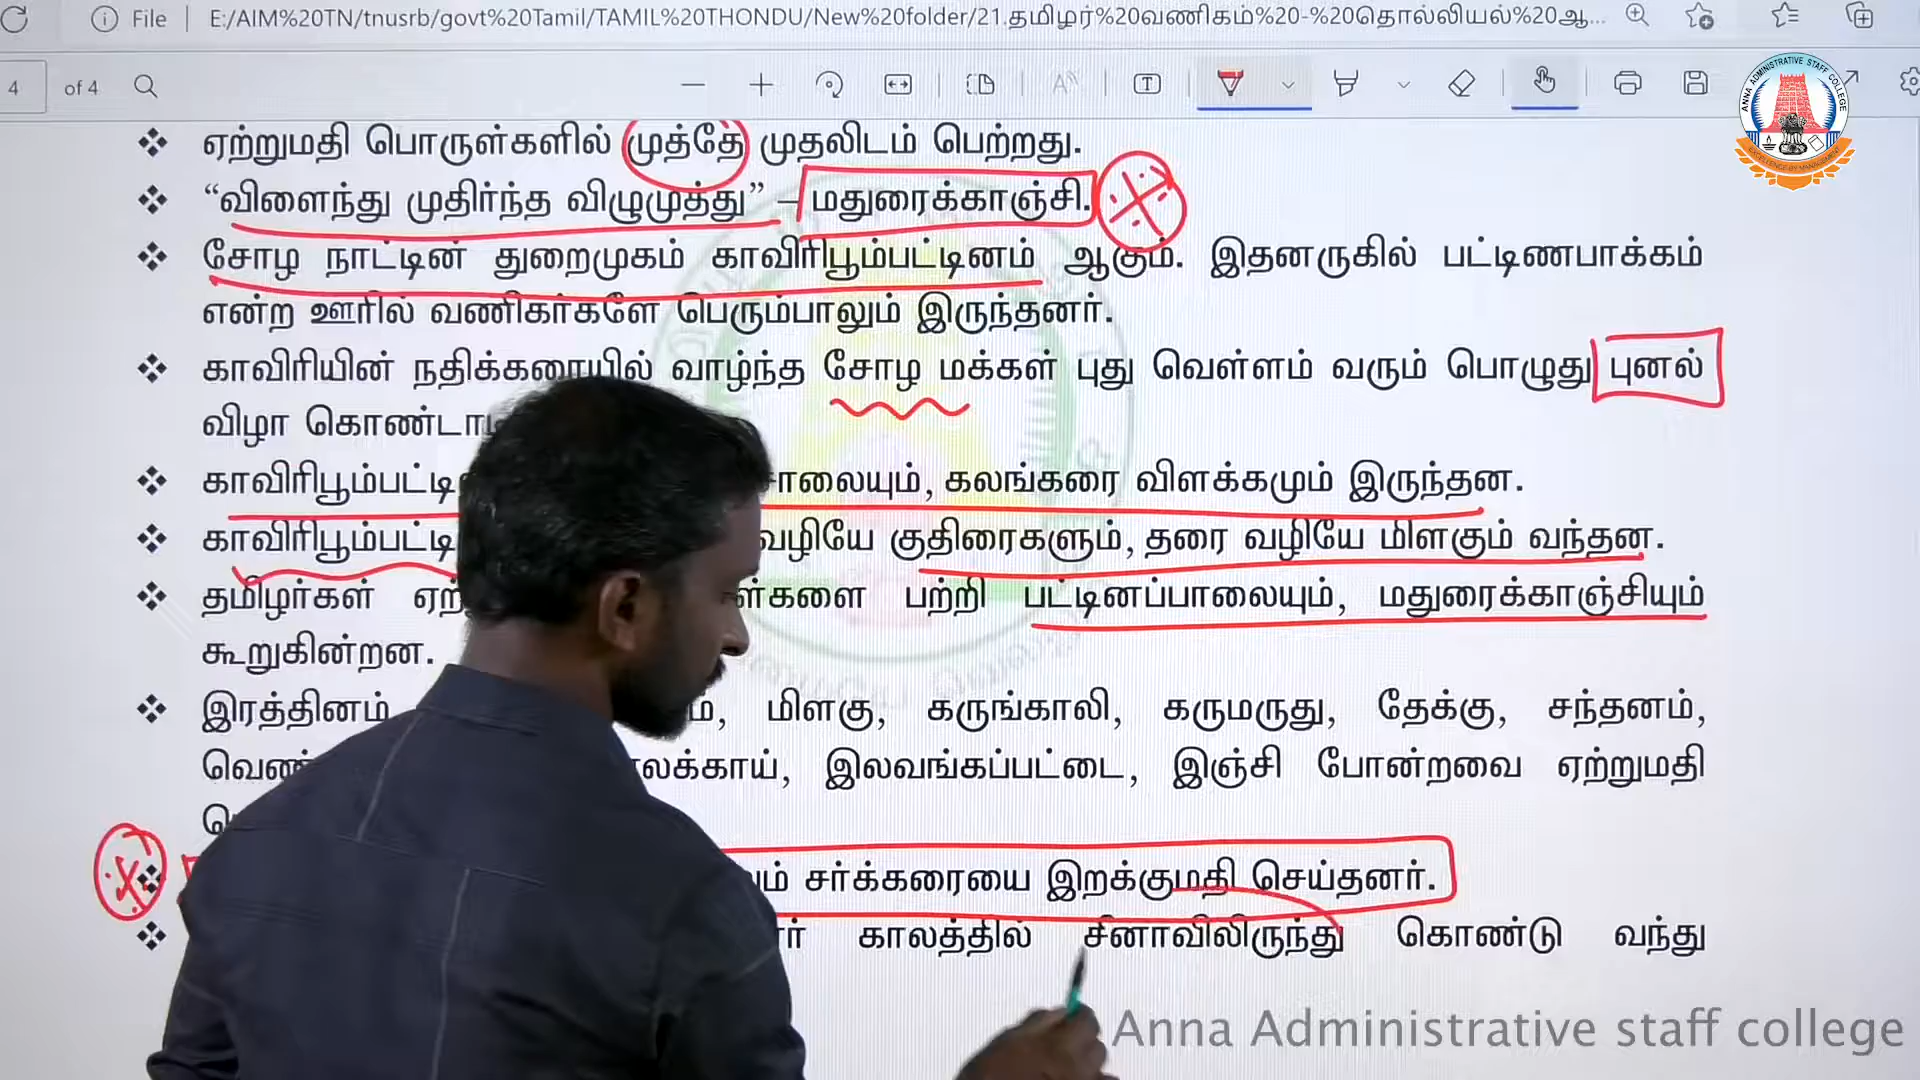 File | E:/AIM%20TN/tnusrb/govt%20Tamil/TAMIL%20THONDU/New%20folder/21.தமிழர்%20வணிகம்%20-%20தொல்லியல்%20ஆ...
4 of 4
ANNA ADMINISTRATIVE STAFF COLLEGE
ஏற்றுமதி பொருள்களில் முத்தே முதலிடம் பெற்றது.
“விளைந்து முதிர்ந்த விழுமுத்து” – மதுரைக்காஞ்சி.
சோழ நாட்டின் துறைமுகம் காவிரிபூம்பட்டினம் ஆகும். இதனருகில் பட்டிணபாக்கம்
என்ற ஊரில் வணிகர்களே பெரும்பாலும் இருந்தனர்.
காவிரியின் நதிக்கரையில் வாழ்ந்த சோழ மக்கள் புது வெள்ளம் வரும் பொழுது புனல்
விழா
கலங்கரை விளக்கமும் இருந்தன.
குதிரைகளும், தரை வழியே மிளகும் வந்தன.
தமிழர்கள் பற்றி பட்டினப்பாலையும், மதுரைக்காஞ்சியும்
கூறுகின்றன.
இரத்தினம் மிளகு, கருங்காலி, கருமருது, தேக்கு, சந்தனம்,
இலவங்கப்பட்டை, இஞ்சி போன்றவை ஏற்றுமதி
சர்க்கரையை இறக்குமதி செய்தனர்.
காலத்தில் சீனாவிலிருந்து கொண்டு வந்து
Anna Administrative staff college